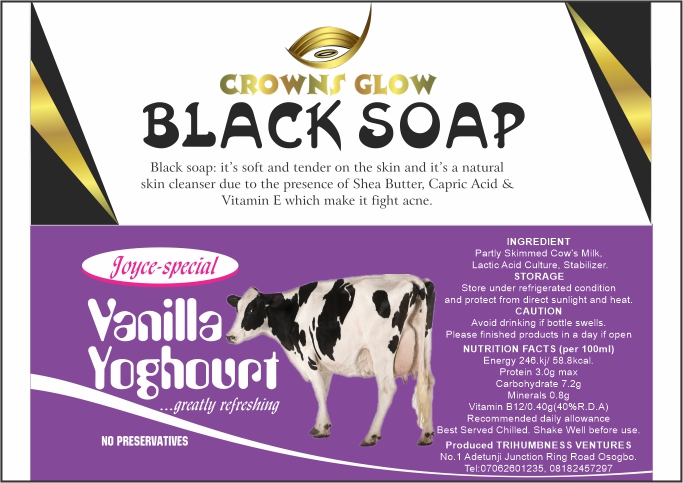 CROWNS GLOW
BLACK SOAP
Black soap: it's soft and tender on the skin and it's a natural
skin cleanser due to the presence of Shea Butter, Capric Acid &
Vitamin E which make it fight acne.
Joyce-special
Vanilla
Yoghourt
...greatly refreshing
NO PRESERVATIVES
INGREDIENT
Partly Skimmed Cow's Milk,
Lactic Acid Culture, Stabilizer.
STORAGE
Store under refrigerated condition
and protect from direct sunlight and heat.
CAUTION
Avoid drinking if bottle swells.
Please finished products in a day if open
NUTRITION FACTS (per 100ml)
Energy 246.kj/ 58.8kcal.
Protein 3.0g max
Carbohydrate 7.2g
Minerals 0.8g
Vitamin B12/0.40g(40%R.D.A)
Recommended daily allowance
Best Served Chilled. Shake Well before use.
Produced TRIHUMBNESS VENTURES
No.1 Adetunji Junction Ring Road Osogbo.
Tel:07062601235, 08182457297